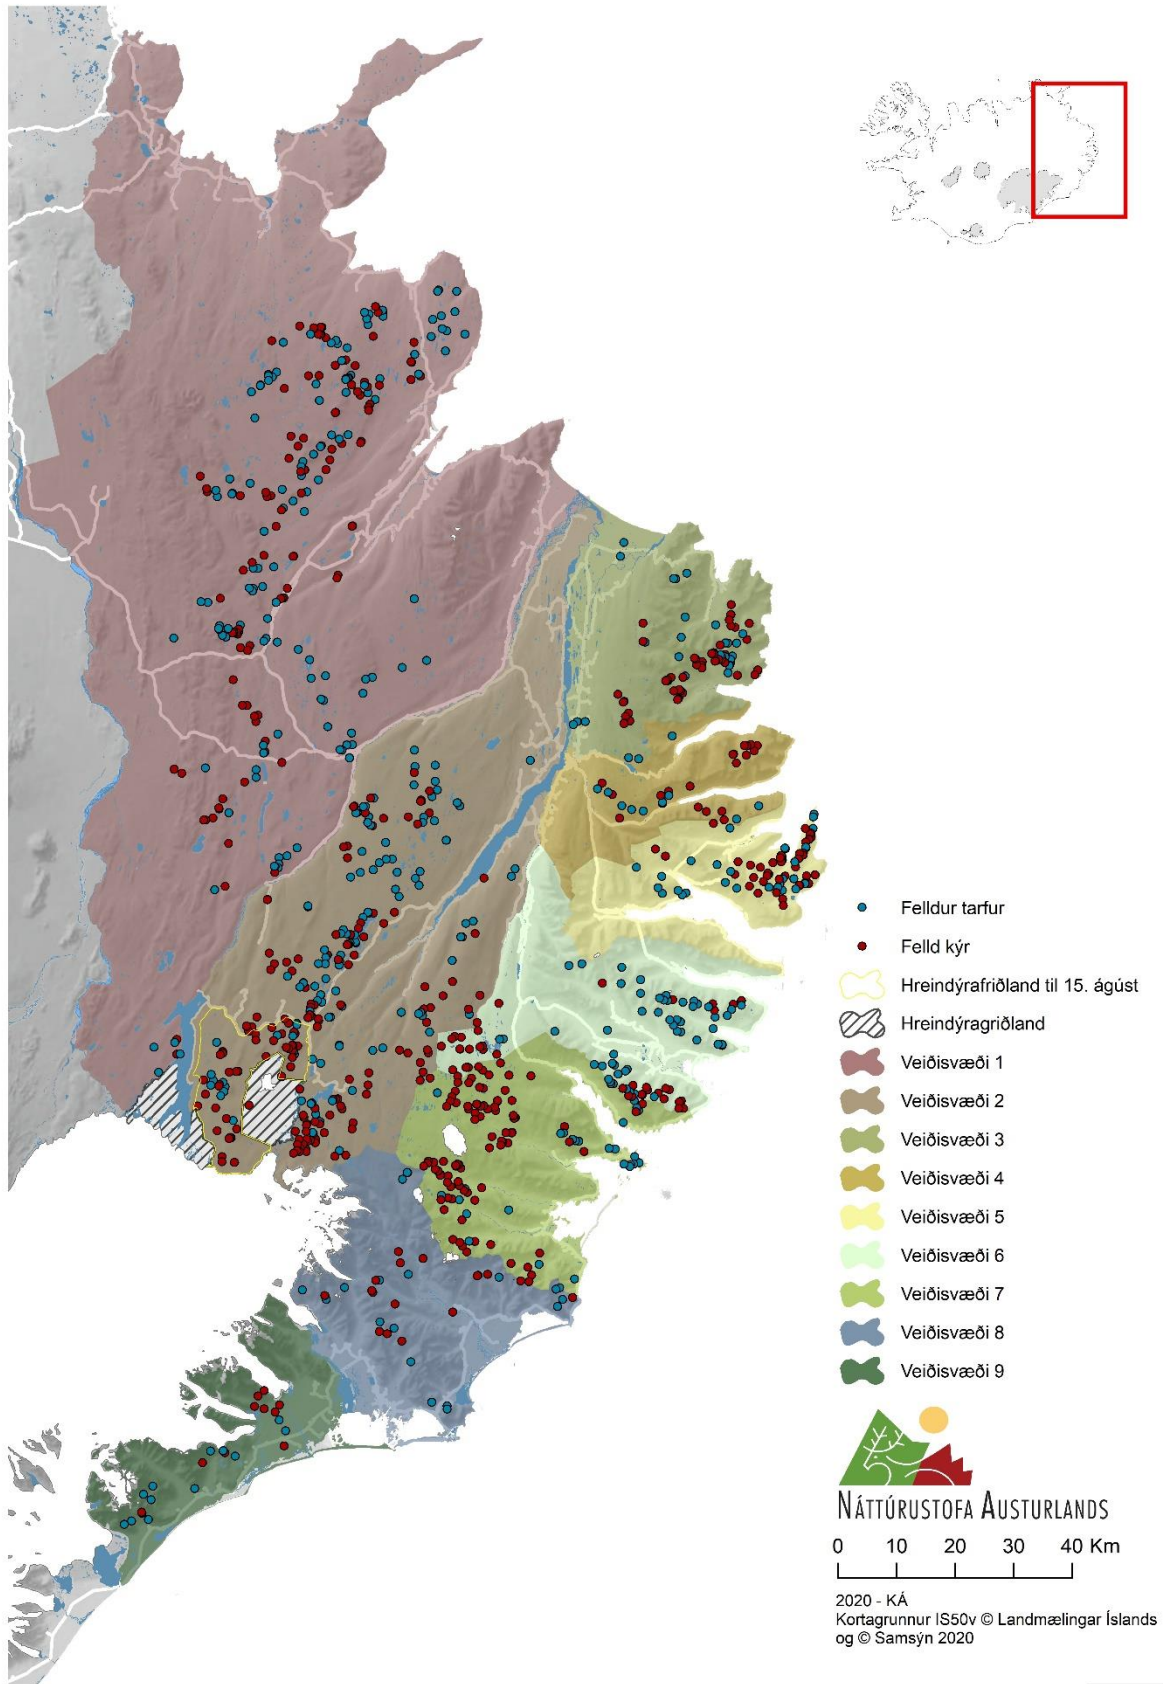 Felldur tarfur
Felld kýr
Hreindýrafriðland til 15. ágúst
Hreindýragriðland
Veiðisvæði 1
Veiðisvæði 2
Veiðisvæði 3
Veiðisvæði 4
Veiðisvæði 5
Veiðisvæði 6
Veiðisvæði 7
Veiðisvæði 8
Veiðisvæði 9
NÁTTÚRUSTOFA AUSTURLANDS
0 10 20 30 40 Km
2020 - KÁ
Kortagrunnur IS50v © Landmælingar Íslands
og © Samsýn 2020